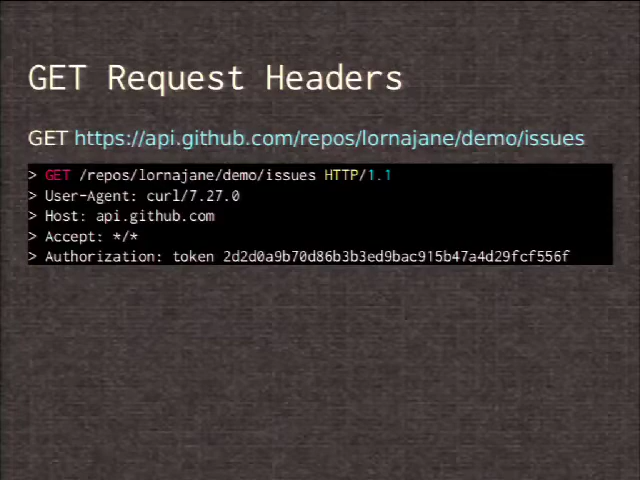 GET Request Headers
GET https://api.github.com/repos/lornajane/demo/issues
> GET /repos/lornajane/demo/issues HTTP/1.1
> User-Agent: curl/7.27.0
> Host: api.github.com
> Accept: */*
> Authorization: token 2d2d0a9b70d86b3b3ed9bac915b47a4d29fcf556f